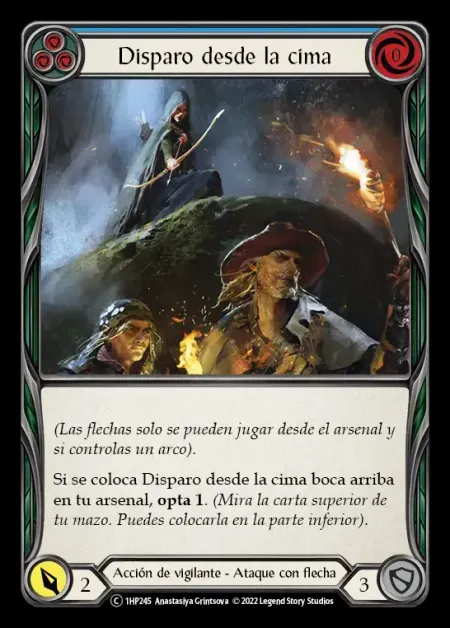 Disparo desde la cima
0
(Las flechas solo se pueden jugar desde el arsenal y
si controlas un arco).
Si se coloca Disparo desde la cima boca arriba
en tu arsenal, opta 1. (Mira la carta superior de
tu mazo. Puedes colocarla en la parte inferior).
2
Acción de vigilante - Ataque con flecha
3
C 1HP245 Anastasiya Grintsova © 2022 Legend Story Studios